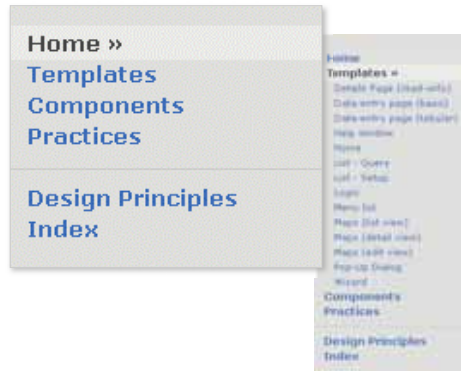 Home »
Templates
Components
Practices
Design Principles
Index
Home
Templates »
Details Page (read-only)
Data entry page (basic)
Data entry page (tabular)
Help window
Home
List - Query
List - Setup
Login
Menu list
Maps (list view)
Maps (detail view)
Maps (edit view)
Pop-Up Dialog
Wizard
Components
Practices
Design Principles
Index